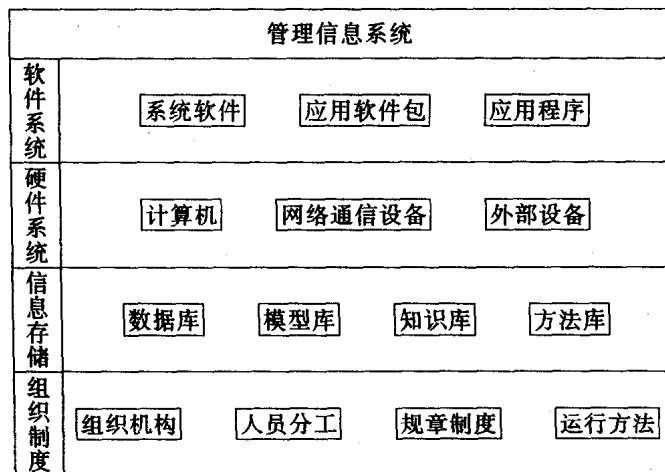 管理信息系统
软件系统
系统软件 应用软件包 应用程序
硬件系统
计算机 网络通信设备 外部设备
信息存储
数据库 模型库 知识库 方法库
组织制度
组织机构 人员分工 规章制度 运行方法